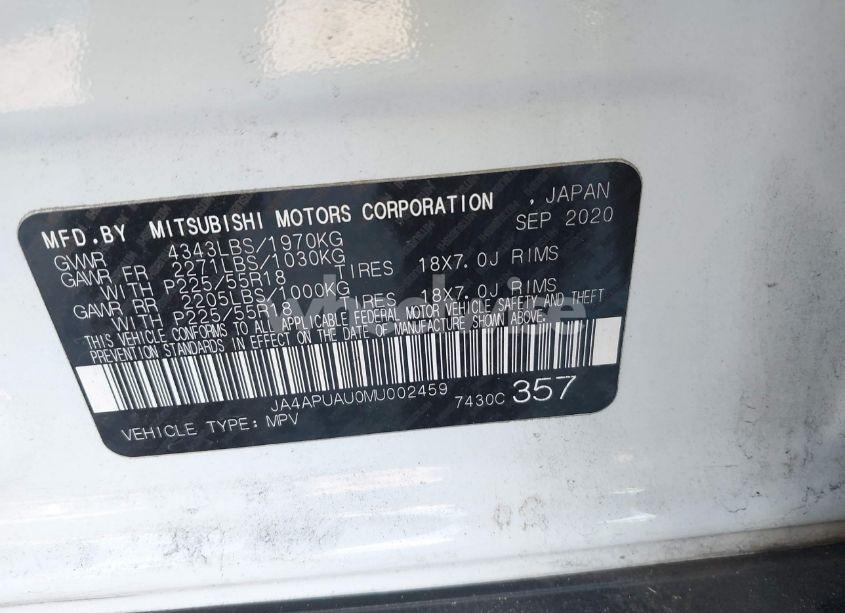 MFD.BY MITSUBISHI MOTORS CORPORATION , JAPAN
SEP 2020
GVWR 4343LBS/1970KG
GAWR FR 2271LBS/1030KG
WITH P225/55R18 TIRES 18X7.0J RIMS
GAWR RR 2205LBS/1000KG
WITH P225/55R18 TIRES 18X7.0J RIMS
THIS VEHICLE CONFORMS TO ALL APPLICABLE FEDERAL MOTOR VEHICLE SAFETY AND THEFT
PREVENTION STANDARDS IN EFFECT ON THE DATE OF MANUFACTURE SHOWN ABOVE.
JA4APUAU0MU002459 7430C 357
VEHICLE TYPE: MPV